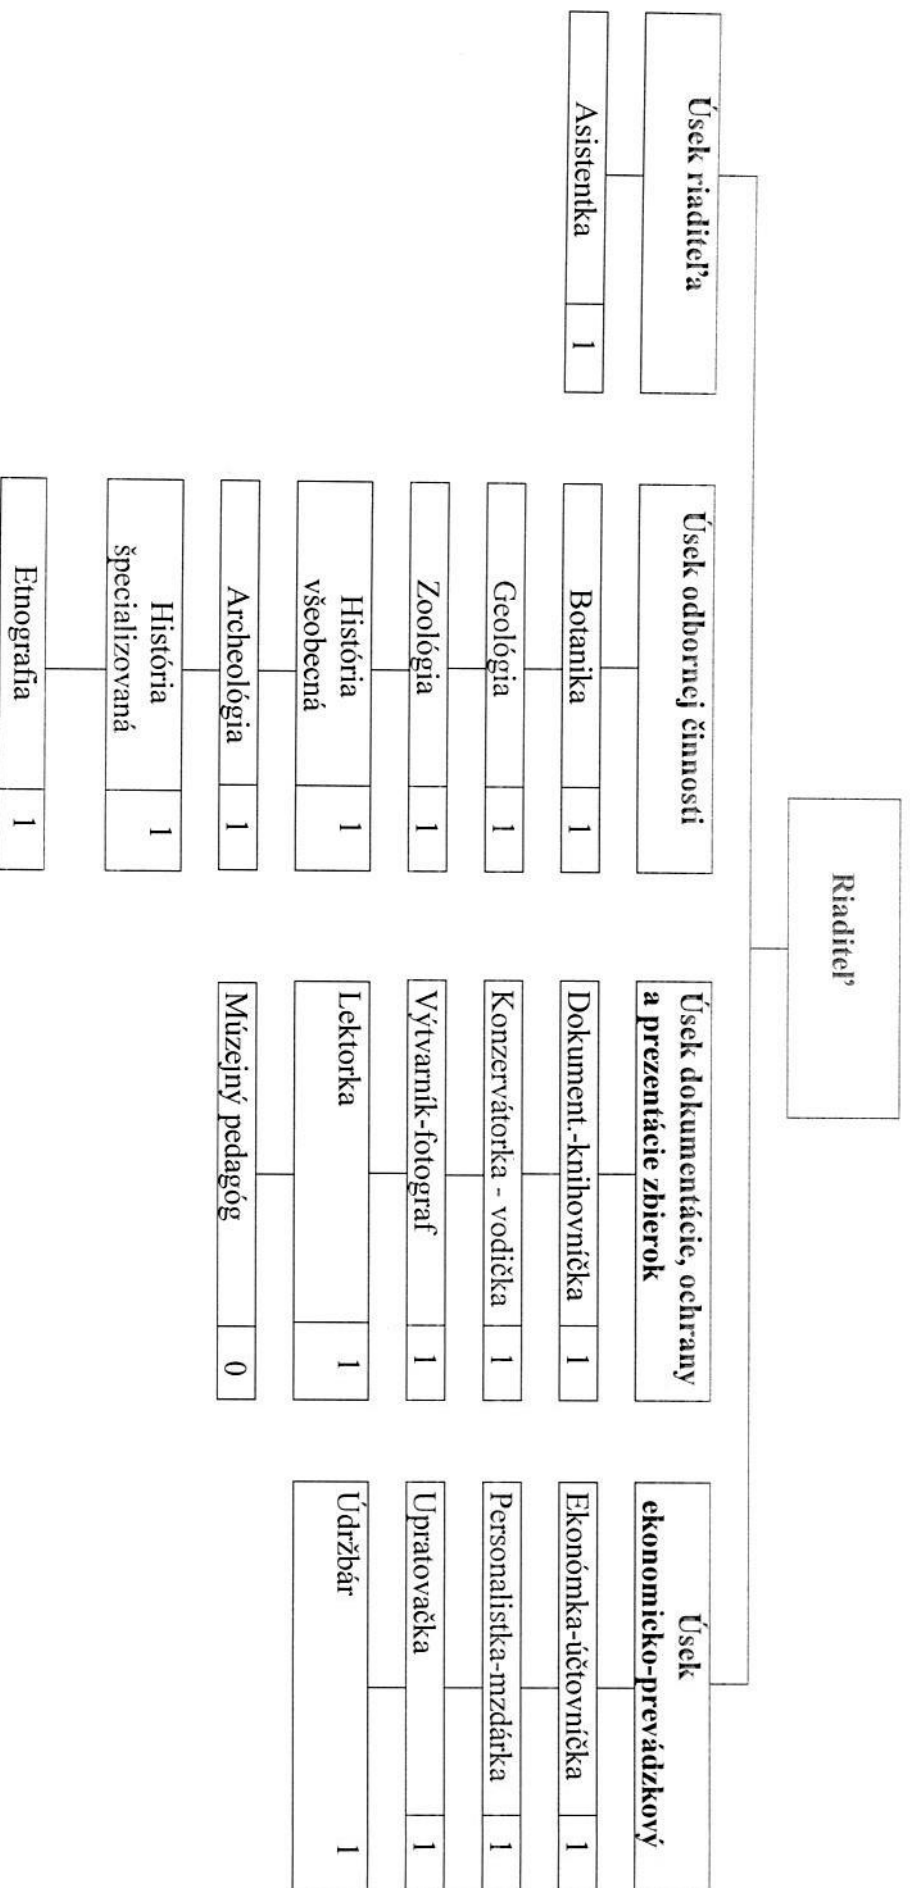 Riaditeľ
Úsek riaditeľa
Asistentka 1
Úsek odbornej činnosti
Botanika 1
Geológia 1
Zoológia 1
História
všeobecná 1
Archeológia 1
História
špecializovaná 1
Etnografia 1
Úsek dokumentácie, ochrany
a prezentácie zbierok
Dokument.-knihovníčka 1
Konzervátorka - vodička 1
Výtvarník-fotograf 1
Lektorka 1
Múzejný pedagóg 0
Úsek
ekonomicko-prevádzkový
Ekonómka-účtovníčka 1
Personalistka-mzdárka 1
Upratovačka 1
Údržbár 1